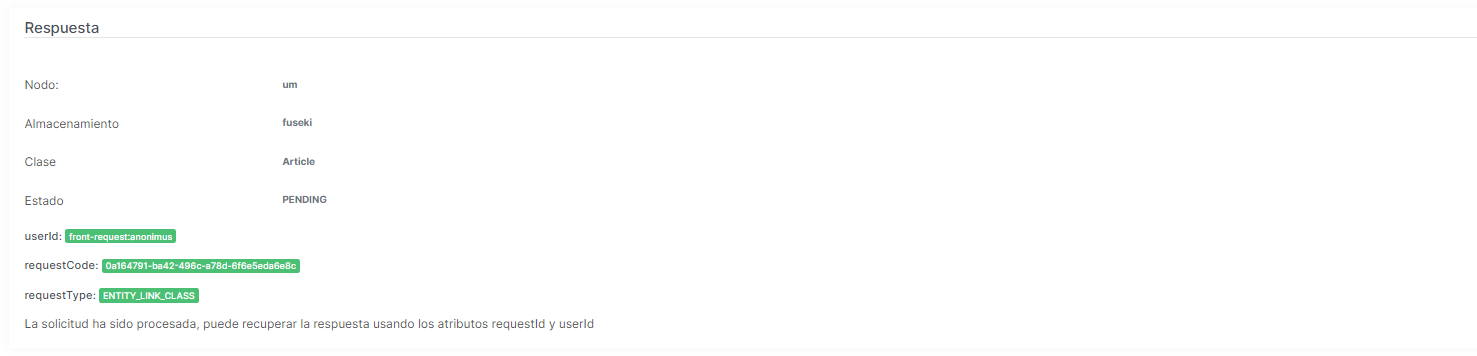 Respuesta
Nodo: um
Almacenamiento fuseki
Clase Article
Estado PENDING
userId: front-request:anonimus
requestCode: 0a164791-ba42-496c-a78d-6f6e5eda6e8c
requestType: ENTITY_LINK_CLASS
La solicitud ha sido procesada, puede recuperar la respuesta usando los atributos requestId y userId